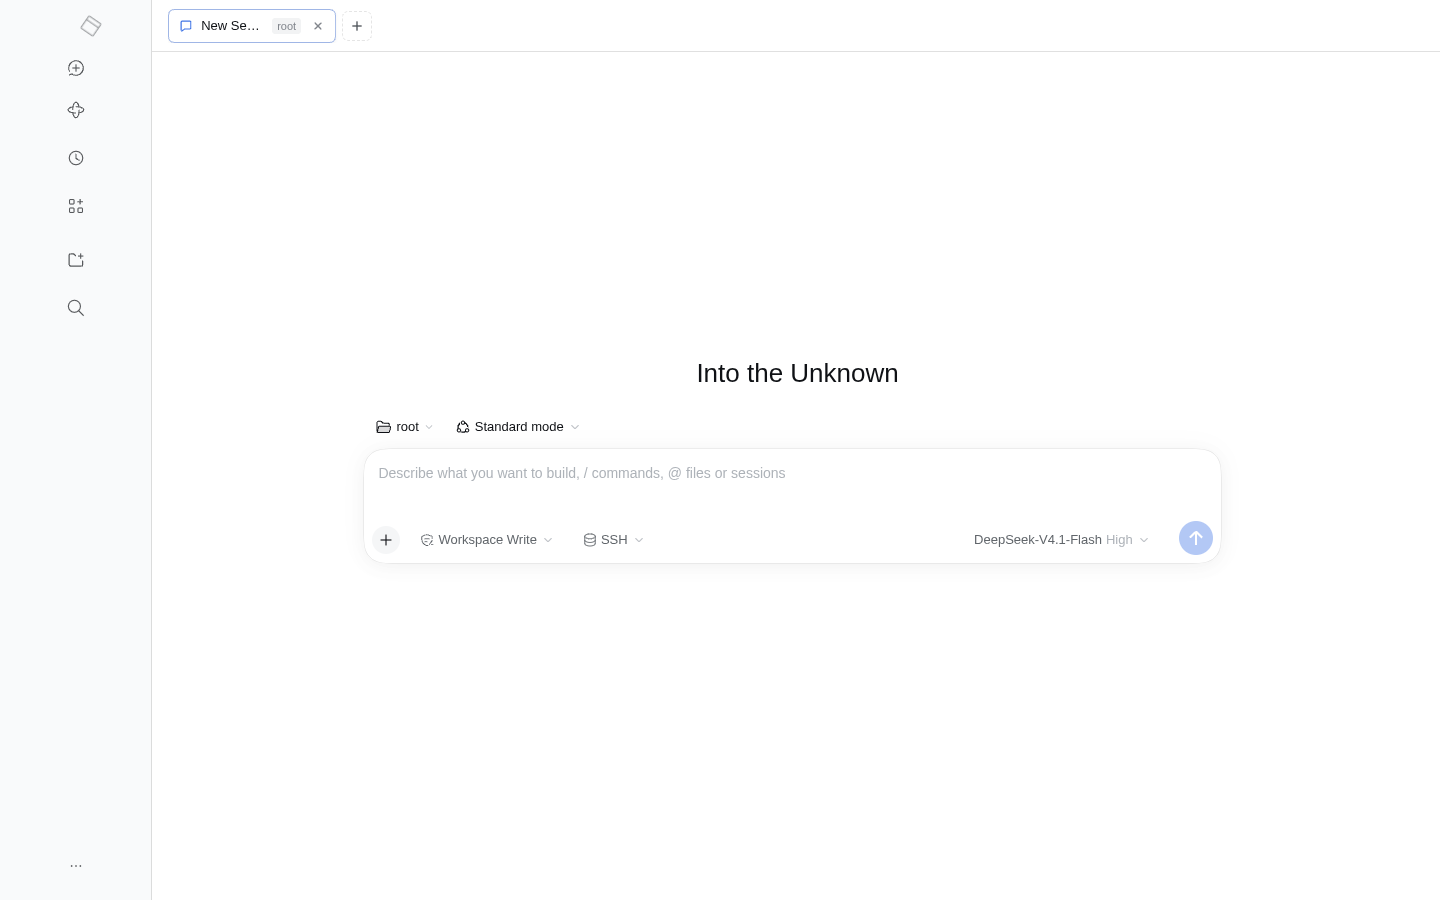 New Se…
root
Into the Unknown
root
Standard mode
Describe what you want to build, / commands, @ files or sessions
Workspace Write
SSH
DeepSeek-V4.1-Flash High